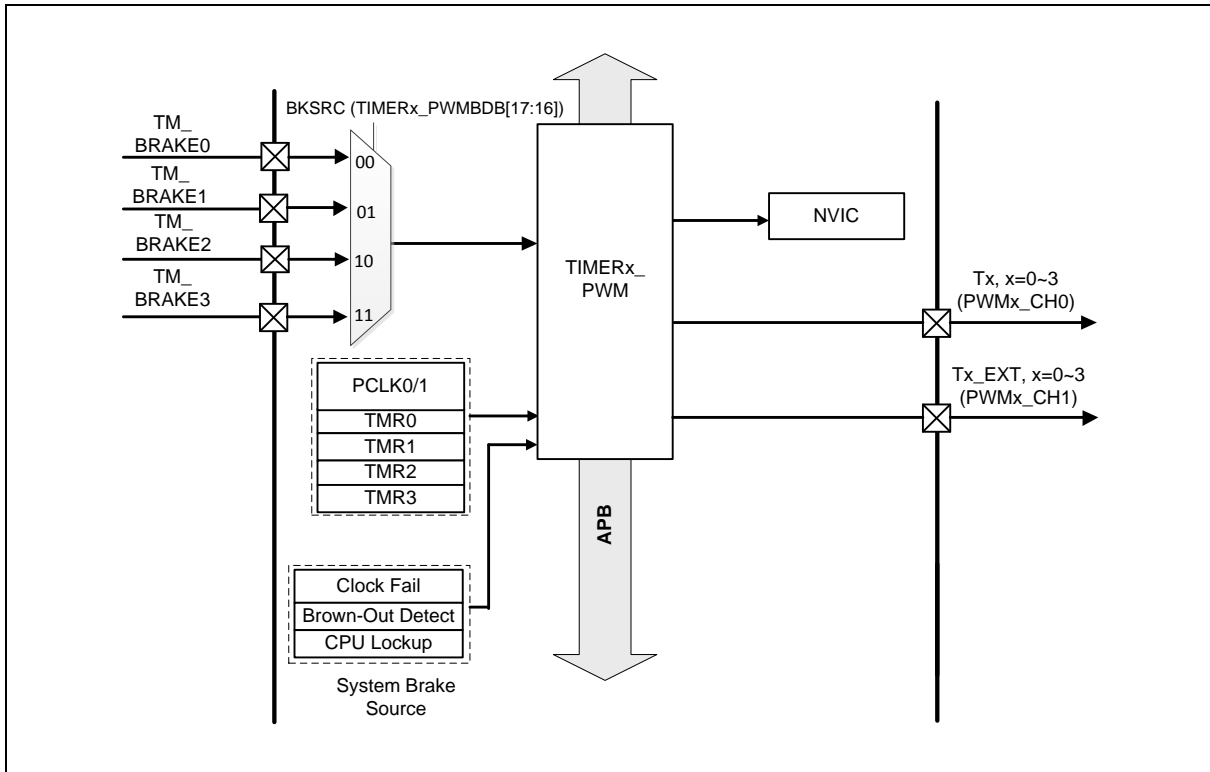 BKSRC (TIMERx_PWMBDB[17:16])
TM_
BRAKE0
00
TM_
BRAKE1
01
TM_
BRAKE2
10
TM_
BRAKE3
11
PCLK0/1
TMR0
TMR1
TMR2
TMR3
Clock Fail
Brown-Out Detect
CPU Lockup
System Brake
Source
TIMERx_
PWM
APB
NVIC
Tx, x=0~3
(PWMx_CH0)
Tx_EXT, x=0~3
(PWMx_CH1)